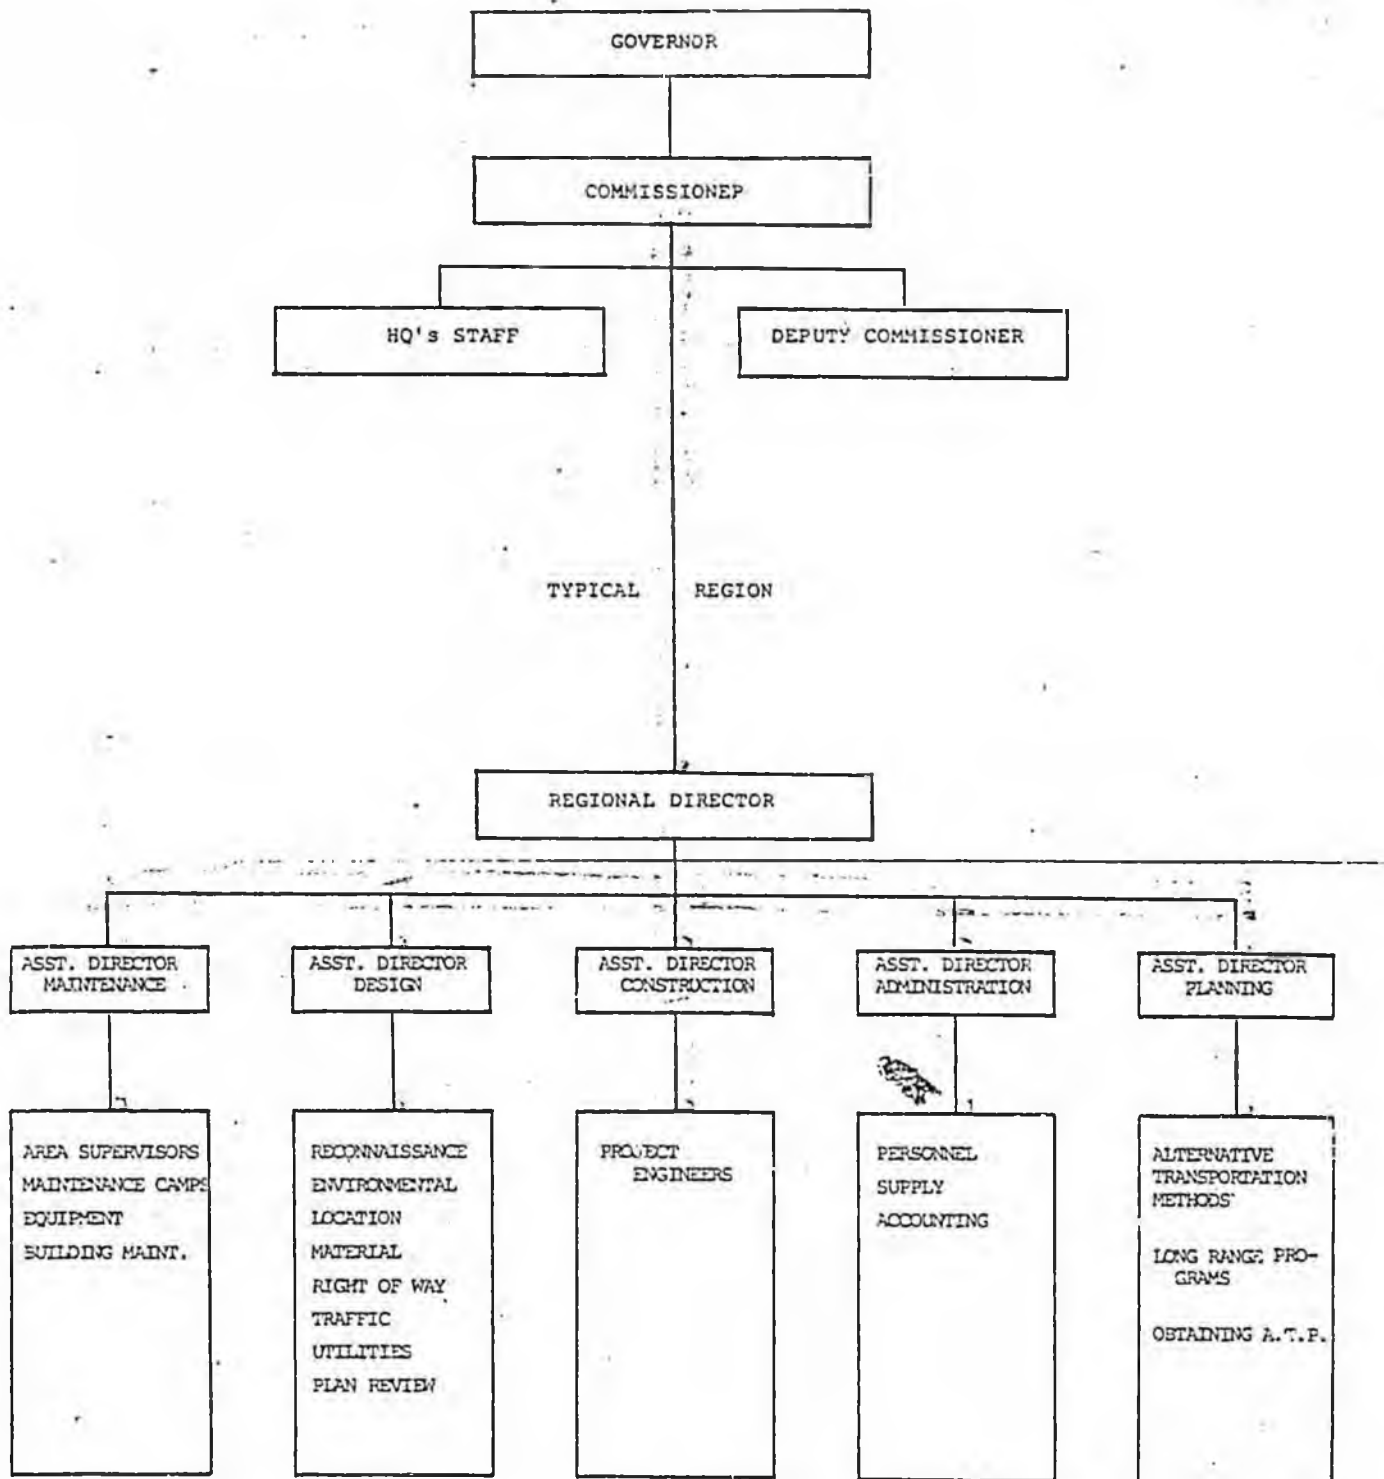 GOVERNOR
COMMISSIONEP
HQ's STAFF
DEPUTY COMMISSIONER
TYPICAL REGION
REGIONAL DIRECTOR
ASST. DIRECTOR
MAINTENANCE
ASST. DIRECTOR
DESIGN
ASST. DIRECTOR
CONSTRUCTION
ASST. DIRECTOR
ADMINISTRATION
ASST. DIRECTOR
PLANNING
AREA SUPERVISORS
MAINTENANCE CAMPS
EQUIPMENT
BUILDING MAINT.
RECONNAISSANCE
ENVIRONMENTAL
LOCATION
MATERIAL
RIGHT OF WAY
TRAFFIC
UTILITIES
PLAN REVIEW
PROJECT
ENGINEERS
PERSONNEL
SUPPLY
ACCOUNTING
ALTERNATIVE
TRANSPORTATION
METHODS
LONG RANGE PRO-
GRAMS
OBTAINING A.T.P.